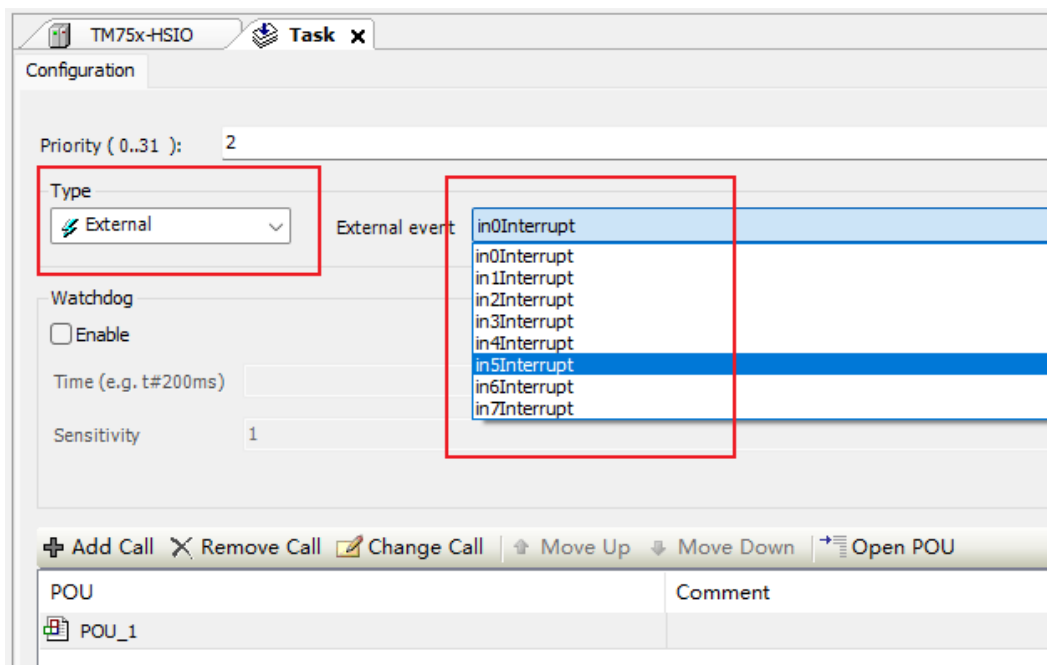 TM75x-HSIO Task
Configuration
Priority ( 0..31 ): 2
Type
External External event in0Interrupt
in0Interrupt
in1Interrupt
in2Interrupt
in3Interrupt
in4Interrupt
in5Interrupt
in6Interrupt
in7Interrupt
Watchdog
Enable
Time (e.g. t#200ms)
Sensitivity 1
Add Call Remove Call Change Call Move Up Move Down Open POU
POU Comment
POU_1